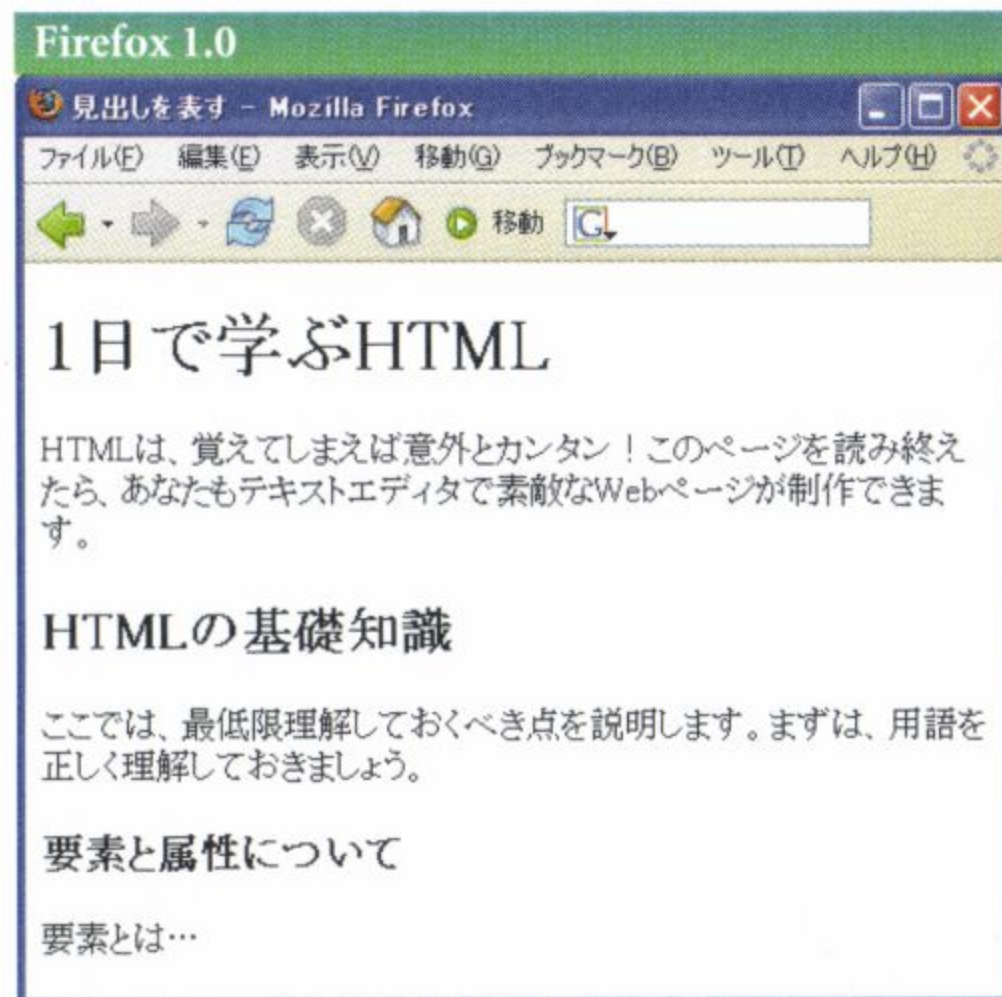 Firefox 1.0
見出しを表す - Mozilla Firefox
ファイル(F) 編集(E) 表示(V) 移動(G) ブックマーク(B) ツール(T) ヘルプ(H)
移動 G
1日で学ぶHTML
HTMLは、覚えてしまえば意外とカンタン！このページを読み終え
たら、あなたもテキストエディタで素敵なWebページが制作できま
す。
HTMLの基礎知識
ここでは、最低限理解しておくべき点を説明します。まずは、用語を
正しく理解しておきましょう。
要素と属性について
要素とは…